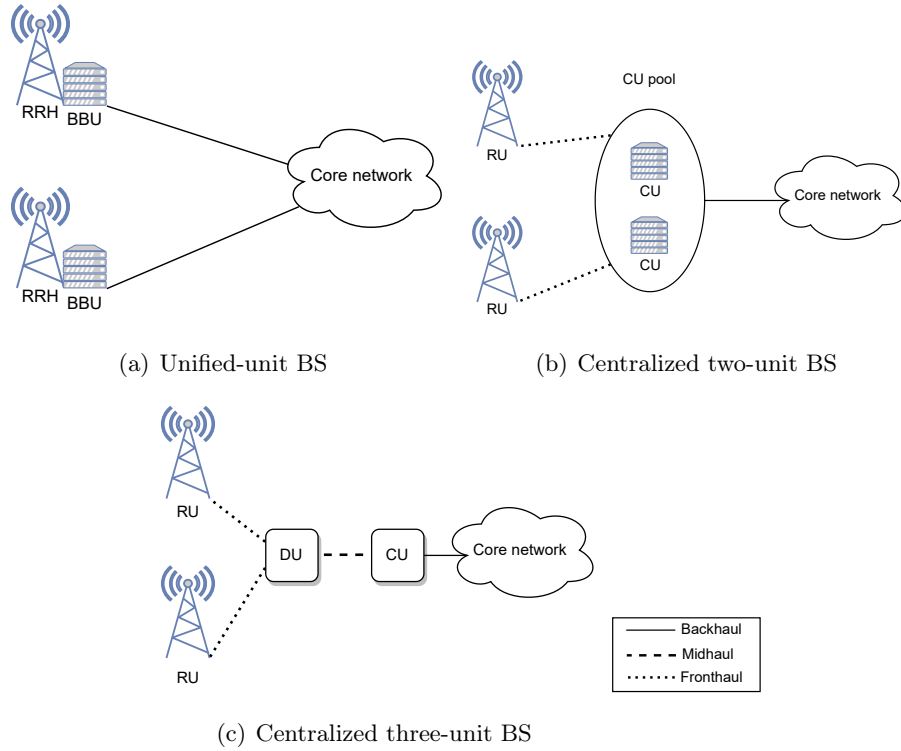 RRH
BBU
Core network
RRH
BBU
(a) Unified-unit BS
CU pool
RU
CU
CU
RU
Core network
(b) Centralized two-unit BS
RU
DU
CU
Core network
RU
Backhaul
Midhaul
Fronthaul
(c) Centralized three-unit BS